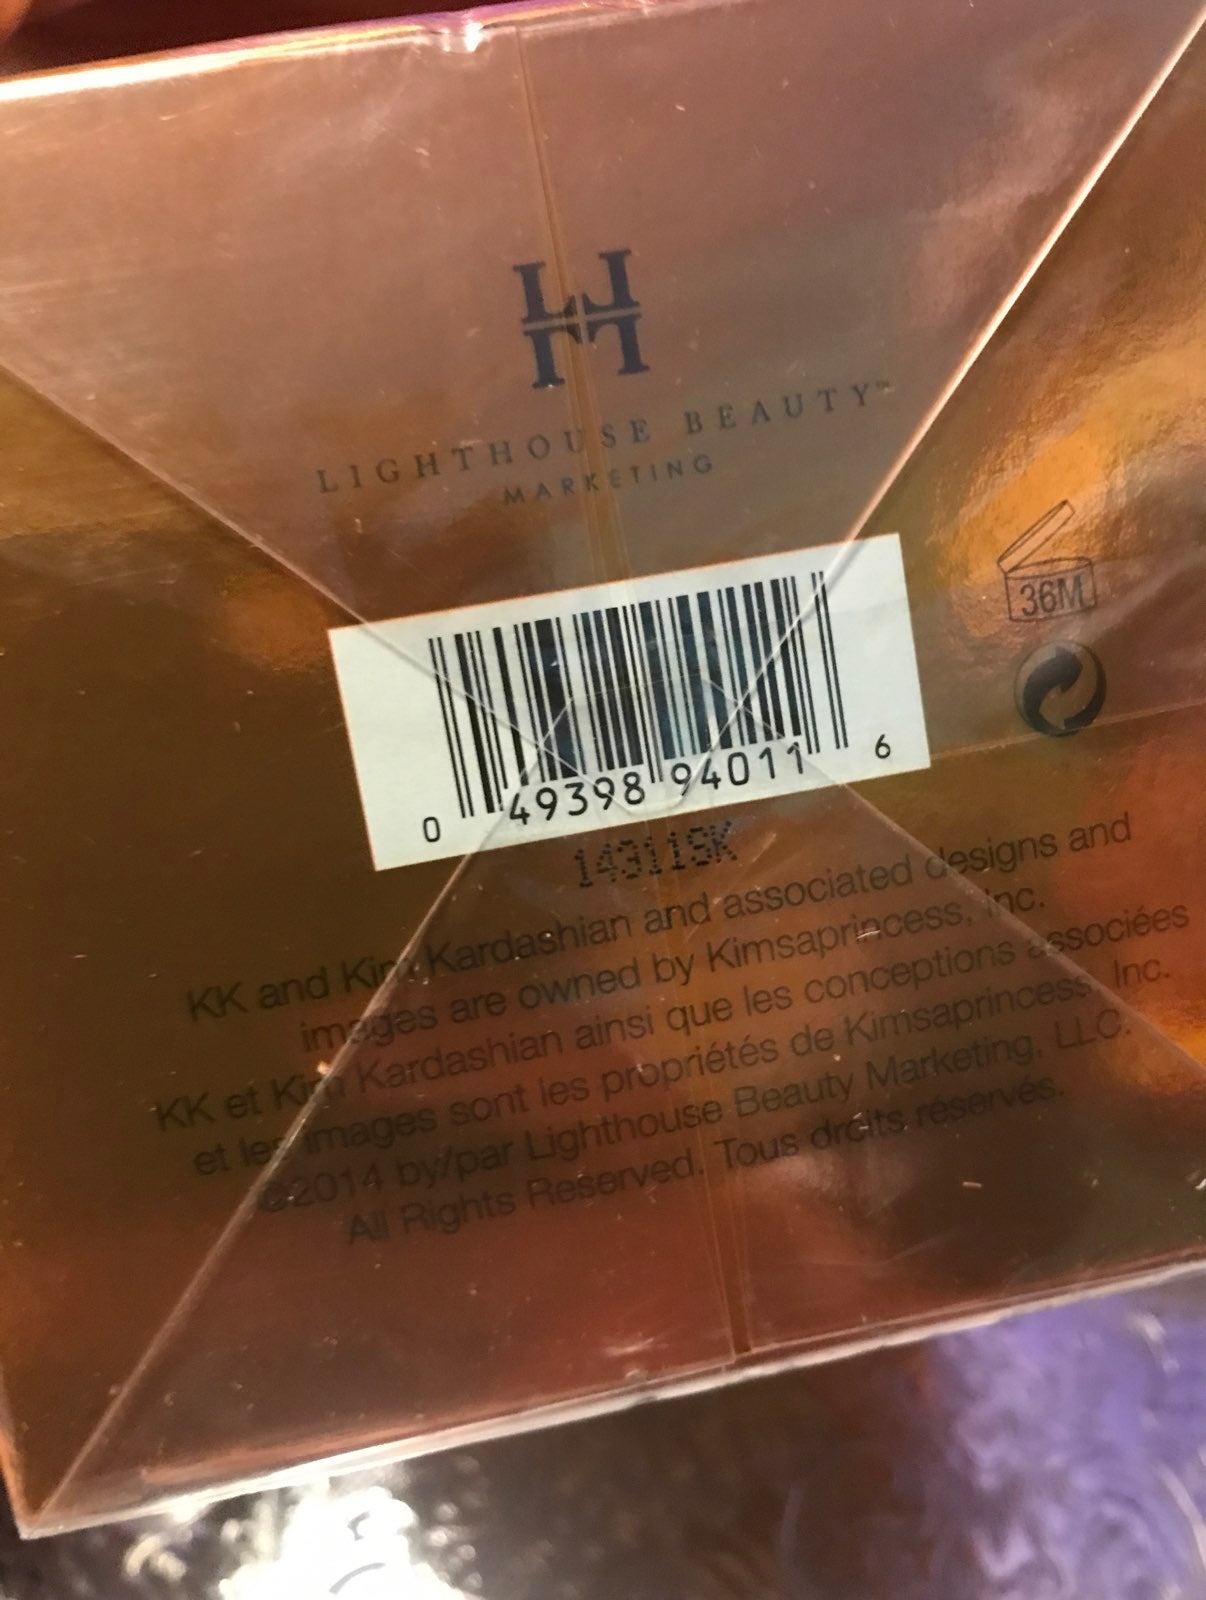 LIGHTHOUSE BEAUTY™
MARKETING
36M
0 49398 94011 6
14311SK
KK and Kim Kardashian and associated designs and
images are owned by Kimsaprincess, Inc.
KK et Kim Kardashian ainsi que les conceptions associées
et les images sont les propriétés de Kimsaprincess, Inc.
©2014 by/par Lighthouse Beauty Marketing, LLC.
All Rights Reserved. Tous droits réservés.